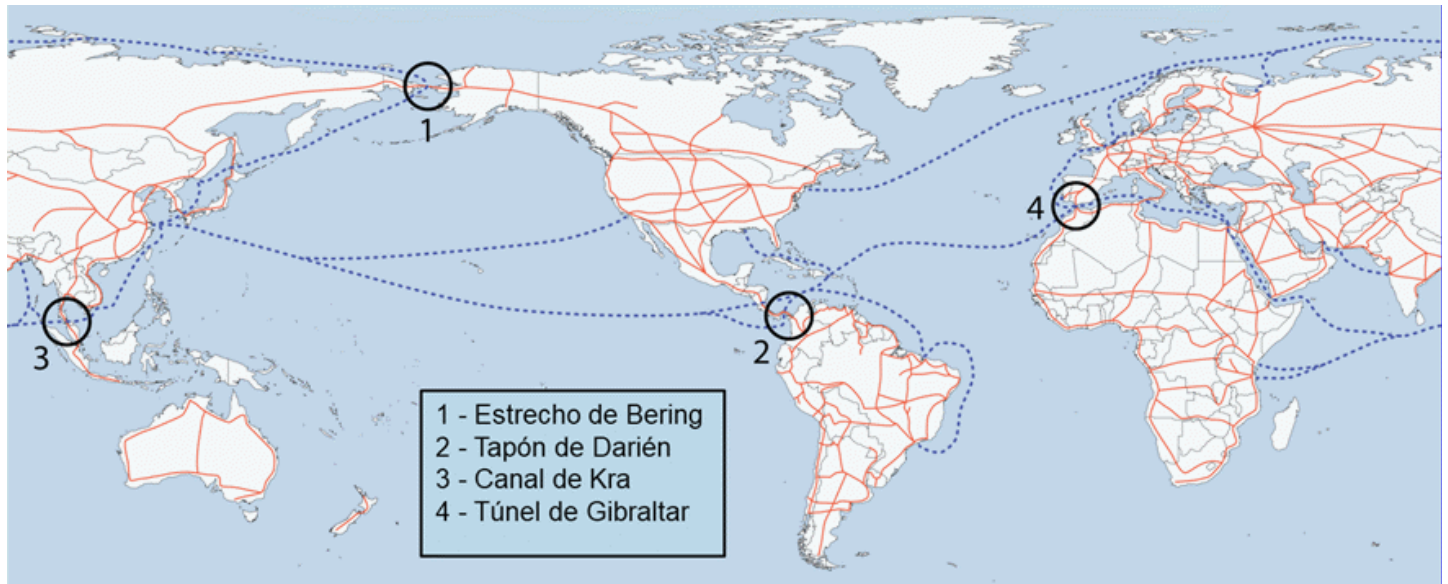 1
4
3
2
1 - Estrecho de Bering
2 - Tapón de Darién
3 - Canal de Kra
4 - Túnel de Gibraltar